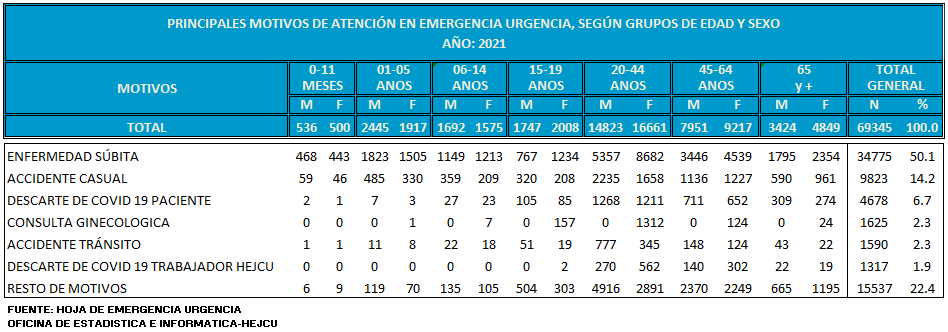 PRINCIPALES MOTIVOS DE ATENCIÓN EN EMERGENCIA URGENCIA, SEGÚN GRUPOS DE EDAD Y SEXO
AÑO: 2021
MOTIVOS 0-11 MESES 01-05 ANOS 06-14 ANOS 15-19 ANOS 20-44 ANOS 45-64 ANOS 65 y + TOTAL GENERAL
M F M F M F M F M F M F M F N %
TOTAL 536 500 2445 1917 1692 1575 1747 2008 14823 16661 7951 9217 3424 4849 69345 100.0
ENFERMEDAD SÚBITA 468 443 1823 1505 1149 1213 767 1234 5357 8682 3446 4539 1795 2354 34775 50.1
ACCIDENTE CASUAL 59 46 485 330 359 209 320 208 2235 1658 1136 1227 590 961 9823 14.2
DESCARTE DE COVID 19 PACIENTE 2 1 7 3 27 23 105 85 1268 1211 711 652 309 274 4678 6.7
CONSULTA GINECOLOGICA 0 0 0 1 0 7 0 157 0 1312 0 124 0 24 1625 2.3
ACCIDENTE TRÁNSITO 1 1 11 8 22 18 51 19 777 345 148 124 43 22 1590 2.3
DESCARTE DE COVID 19 TRABAJADOR HEJCU 0 0 0 0 0 0 0 2 270 562 140 302 22 19 1317 1.9
RESTO DE MOTIVOS 6 9 119 70 135 105 504 303 4916 2891 2370 2249 665 1195 15537 22.4
FUENTE: HOJA DE EMERGENCIA URGENCIA
OFICINA DE ESTADISTICA E INFORMATICA-HEJCU